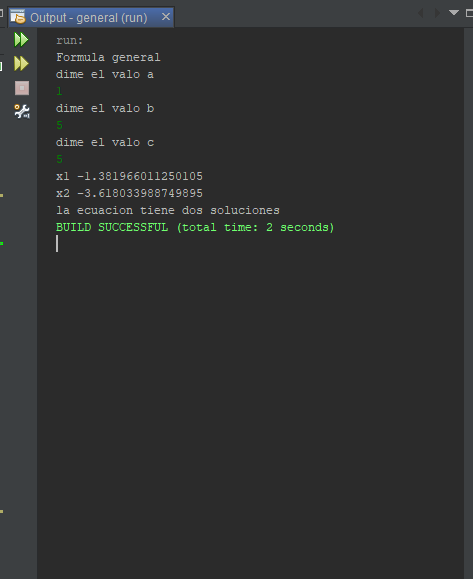 Output - general (run)
run:
Formula general
dime el valo a
1
dime el valo b
5
dime el valo c
5
x1 -1.381966011250105
x2 -3.618033988749895
la ecuacion tiene dos soluciones
BUILD SUCCESSFUL (total time: 2 seconds)